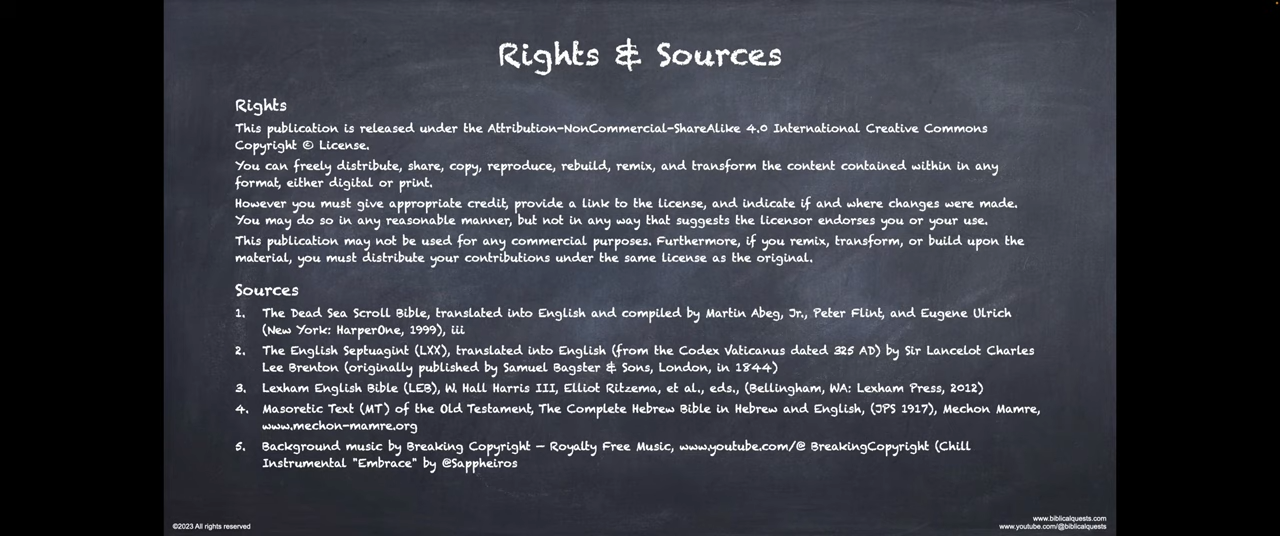 Rights & Sources
Rights
This publication is released under the Attribution-NonCommercial-ShareAlike 4.0 International Creative Commons
Copyright © License.
You can freely distribute, share, copy, reproduce, rebuild, remix, and transform the content contained within in any
format, either digital or print.
However you must give appropriate credit, provide a link to the license, and indicate if and where changes were made.
You may do so in any reasonable manner, but not in any way that suggests the licensor endorses you or your use.
This publication may not be used for any commercial purposes. Furthermore, if you remix, transform, or build upon the
material, you must distribute your contributions under the same license as the original.
Sources
1. The Dead Sea Scroll Bible, translated into English and compiled by Martin Abeg, Jr., Peter Flint, and Eugene Ulrich
(New York: HarperOne, 1999), iii
2. The English Septuagint (LXX), translated into English (from the Codex Vaticanus dated 325 AD) by Sir Lancelot Charles
Lee Brenton (originally published by Samuel Bagster & Sons, London, in 1844)
3. Lexham English Bible (LEB), W. Hall Harris III, Elliot Ritzema, et al., eds., (Bellingham, WA: Lexham Press, 2012)
4. Masoretic Text (MT) of the Old Testament, The Complete Hebrew Bible in Hebrew and English, (JPS 1917), Mechon Mamre,
www.mechon-mamre.org
5. Background music by Breaking Copyright — Royalty Free Music, www.youtube.com/@ BreakingCopyright (Chill
Instrumental "Embrace" by @Sappheiros
©2023 All rights reserved
www.biblicalquests.com
www.youtube.com/@biblicalquests